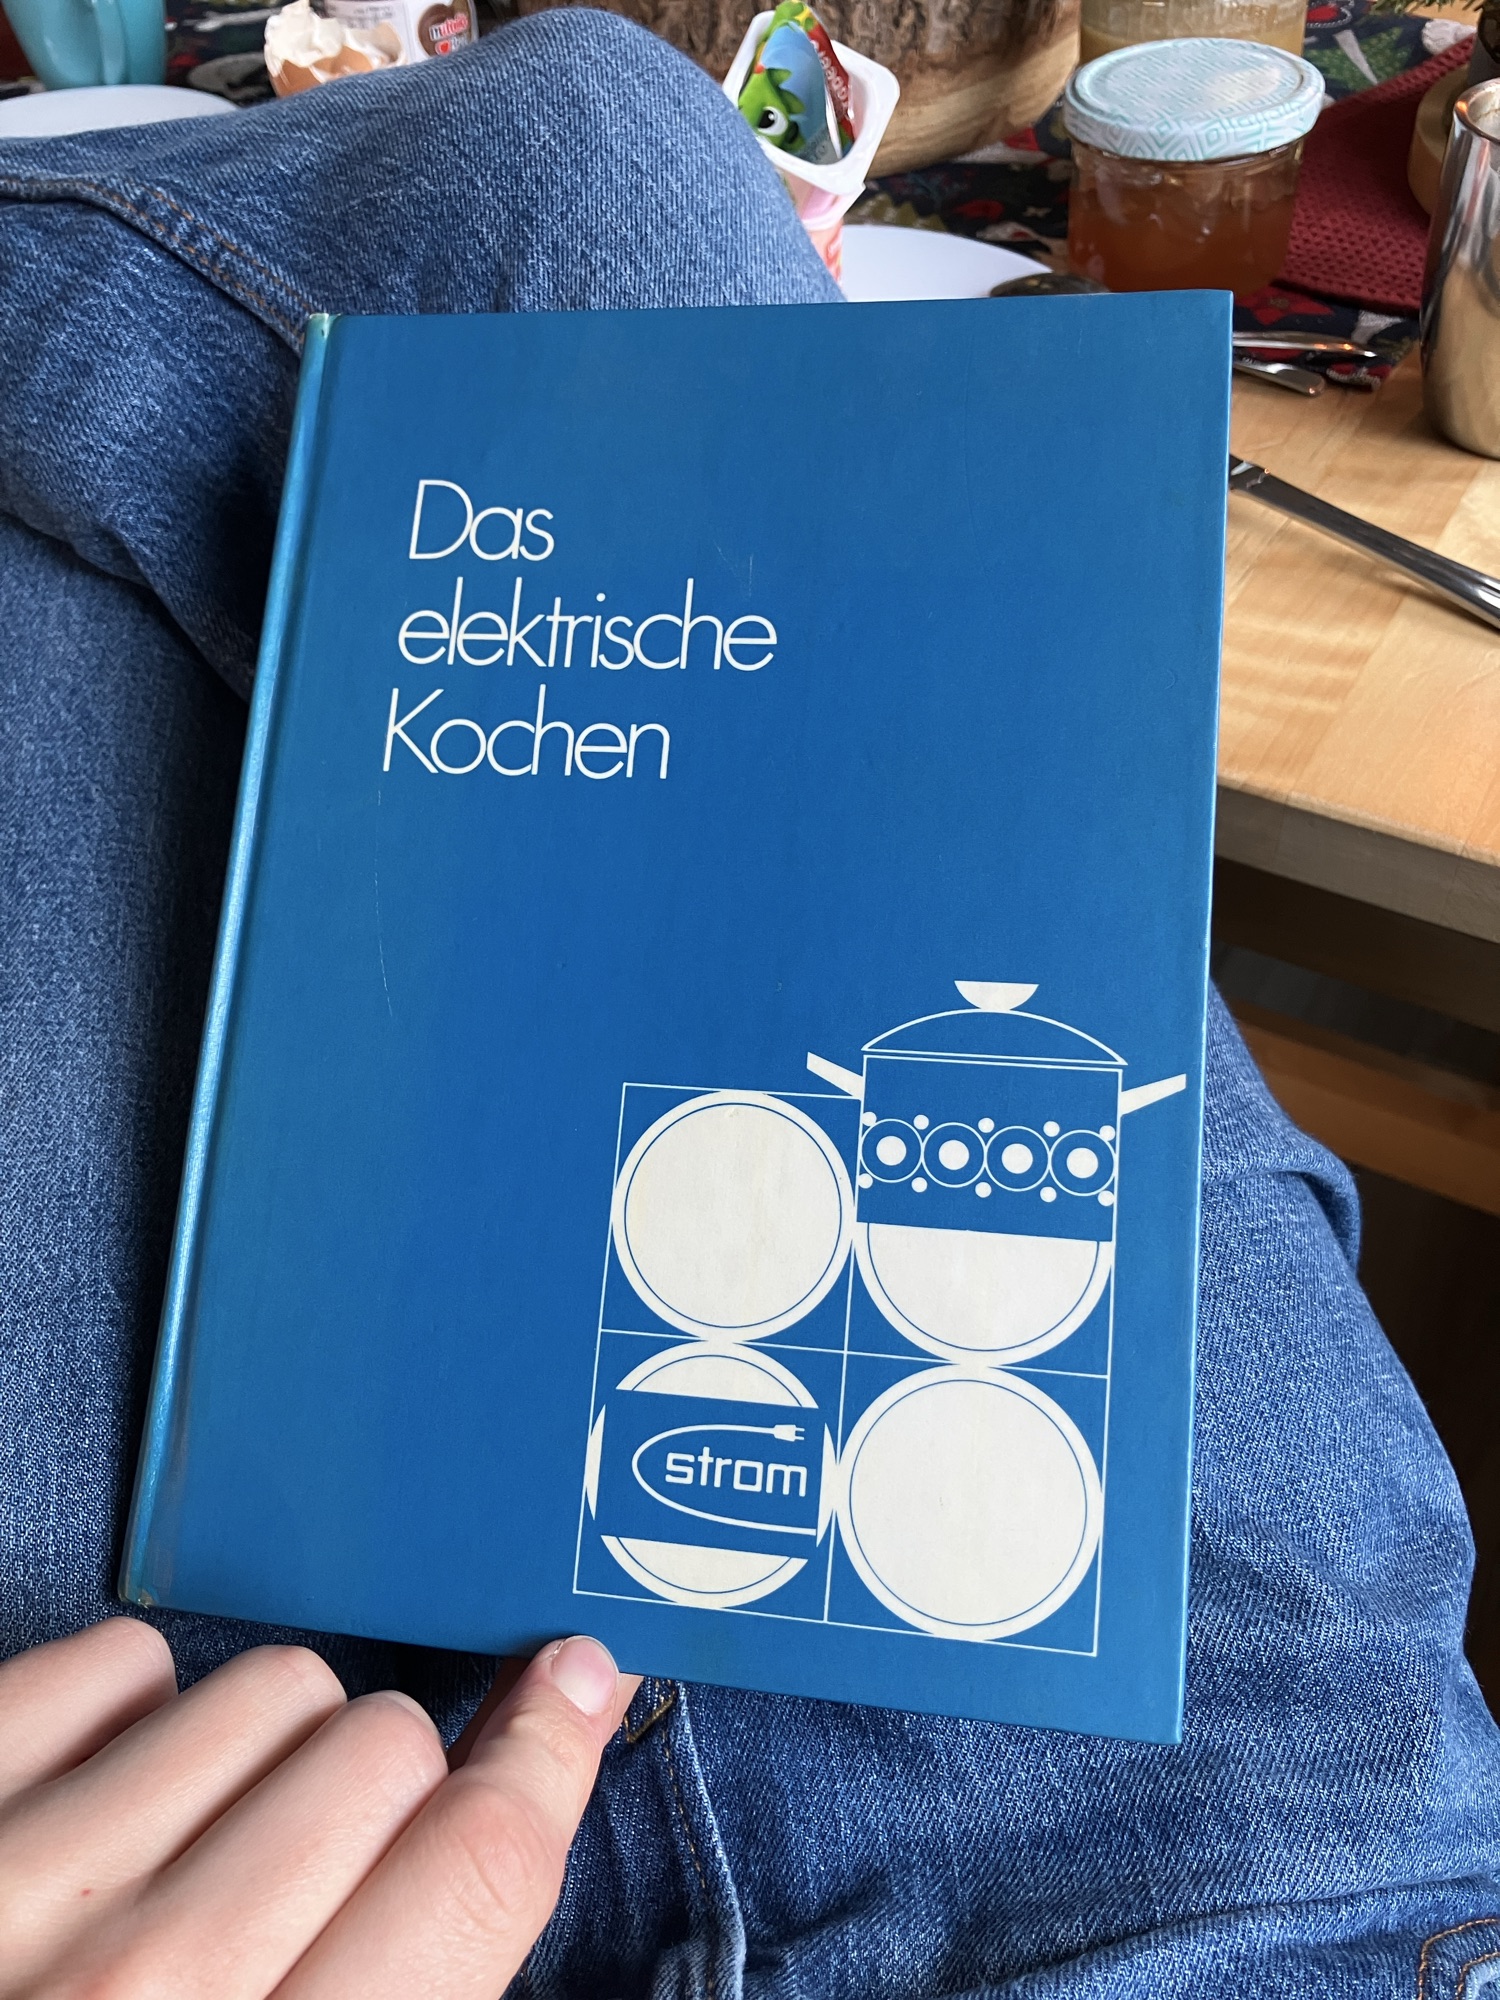 Das
elektrische
Kochen
strom